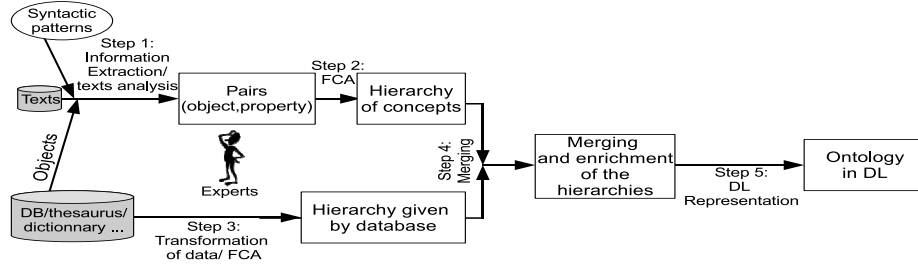 Syntactic
patterns
Step 1:
Information
Extraction/
texts analysis
Texts
Objects
Pairs
(object,property)
Step 2:
FCA
Hierarchy
of concepts
Experts
DB/thesaurus/
dictionnary ...
Step 3:
Transformation
of data/ FCA
Hierarchy given
by database
Step 4:
Merging
Merging
and enrichment
of the
hierarchies
Step 5:
DL
Representation
Ontology
in DL